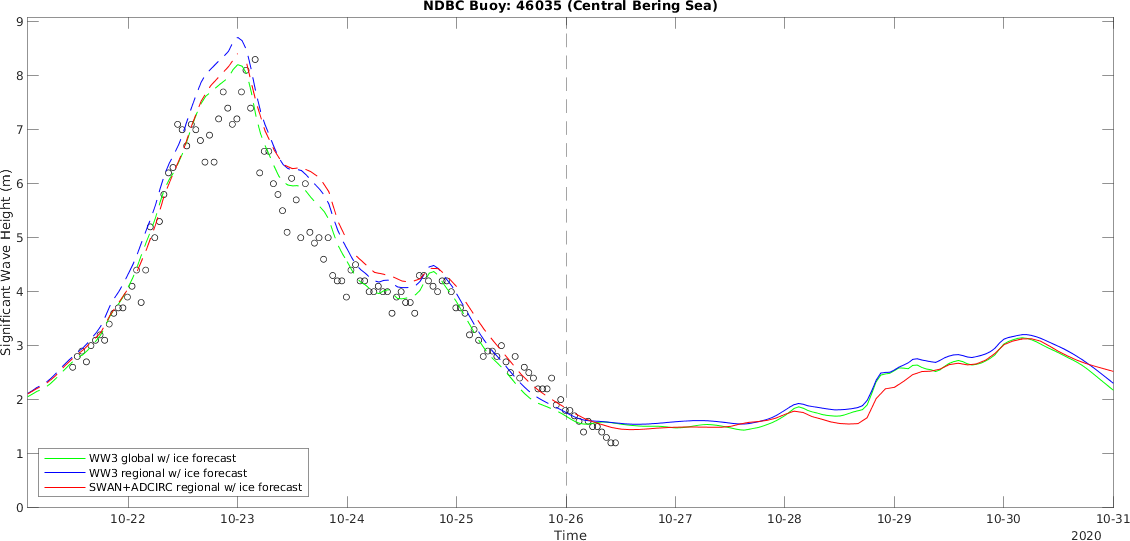 NDBC Buoy: 46035 (Central Bering Sea)
9
8
7
6
5
4
3
2
1
0
Significant Wave Height (m)
WW3 global w/ ice forecast
WW3 regional w/ ice forecast
SWAN+ADCIRC regional w/ ice forecast
10-22 10-23 10-24 10-25 10-26 10-27 10-28 10-29 10-30 10-31
Time
2020